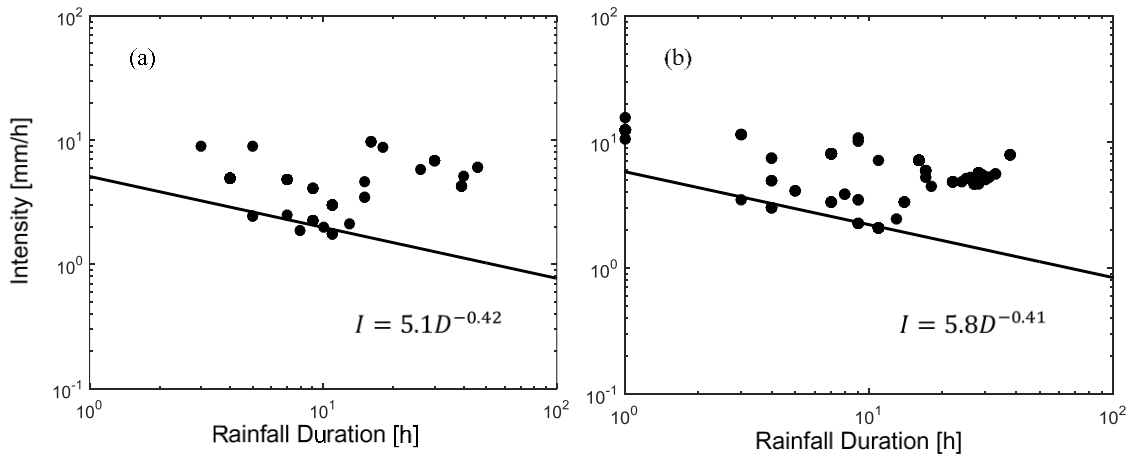 (a)
Intensity [mm/h]
10²
10¹
10⁰
10⁻¹
10⁰ 10¹ 10²
Rainfall Duration [h]
I = 5.1D⁻⁰·⁴²
(b)
10²
10¹
10⁰
10⁻¹
10⁰ 10¹ 10²
Rainfall Duration [h]
I = 5.8D⁻⁰·⁴¹